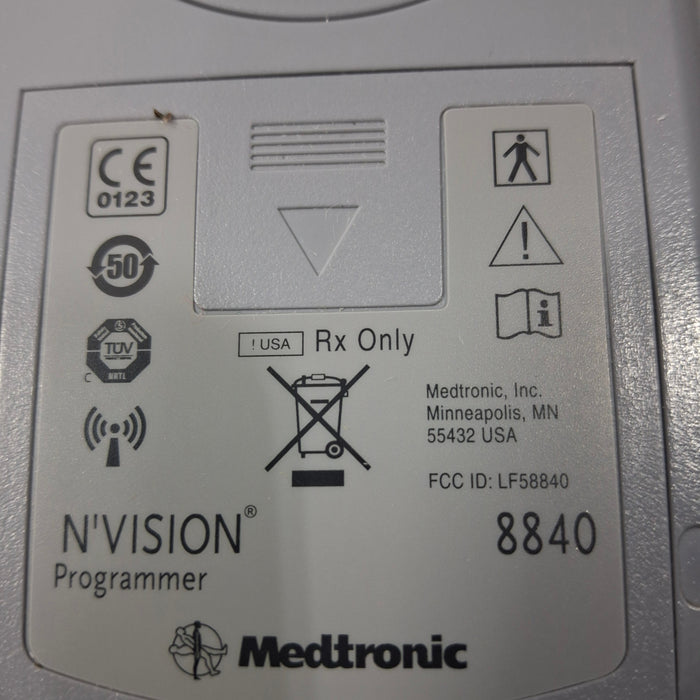 CE
0123
50
TÜV
C
NRTL
! USA
Rx Only
Medtronic, Inc.
Minneapolis, MN
55432 USA
FCC ID: LF58840
i
N'VISION®
Programmer
8840
Medtronic